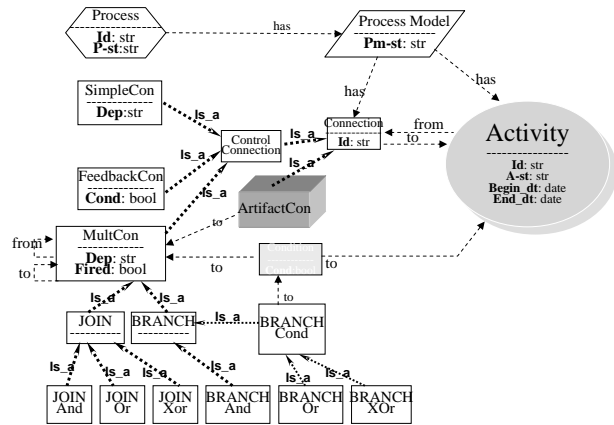 Process
Id: str
P-st:str
has
Process Model
Pm-st: str
has
has
SimpleCon
Dep:str
Is_a
Control
Connection
Is_a
Connection
Id: str
from
to
Activity
Id: str
A-st: str
Begin_dt: date
End_dt: date
FeedbackCon
Cond: bool
Is_a
Is_a
Is_a
ArtifactCon
to
from
to
MultCon
Dep: str
Fired: bool
to
Condition
Cond:bool
to
to
Is_a
Is_a
JOIN
BRANCH
Is_a
BRANCH
Cond
Is_a
Is_a
Is_a
Is_a
Is_a
Is_a
JOIN
And
JOIN
Or
JOIN
Xor
BRANCH
And
BRANCH
Or
BRANCH
XOr